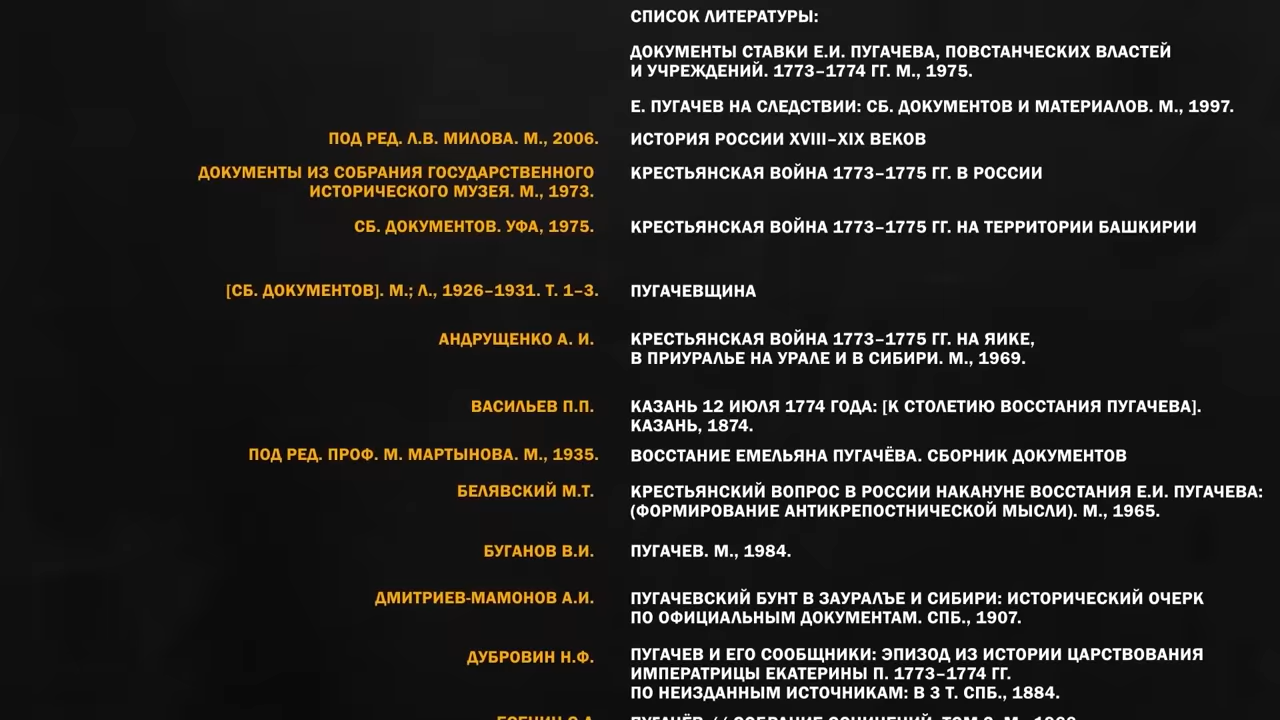 СПИСОК ЛИТЕРАТУРЫ:
ДОКУМЕНТЫ СТАВКИ Е.И. ПУГАЧЕВА, ПОВСТАНЧЕСКИХ ВЛАСТЕЙ
И УЧРЕЖДЕНИЙ. 1773–1774 ГГ. М., 1975.
Е. ПУГАЧЕВ НА СЛЕДСТВИИ: СБ. ДОКУМЕНТОВ И МАТЕРИАЛОВ. М., 1997.
ПОД РЕД. Л.В. МИЛОВА. М., 2006. ИСТОРИЯ РОССИИ XVIII–XIX ВЕКОВ
ДОКУМЕНТЫ ИЗ СОБРАНИЯ ГОСУДАРСТВЕННОГО КРЕСТЬЯНСКАЯ ВОЙНА 1773–1775 ГГ. В РОССИИ
ИСТОРИЧЕСКОГО МУЗЕЯ. М., 1973.
СБ. ДОКУМЕНТОВ. УФА, 1975. КРЕСТЬЯНСКАЯ ВОЙНА 1773–1775 ГГ. НА ТЕРРИТОРИИ БАШКИРИИ
[СБ. ДОКУМЕНТОВ]. М.; Л., 1926–1931. Т. 1–3. ПУГАЧЕВЩИНА
АНДРУЩЕНКО А. И. КРЕСТЬЯНСКАЯ ВОЙНА 1773–1775 ГГ. НА ЯИКЕ,
В ПРИУРАЛЬЕ НА УРАЛЕ И В СИБИРИ. М., 1969.
ВАСИЛЬЕВ П.П. КАЗАНЬ 12 ИЮЛЯ 1774 ГОДА: [К СТОЛЕТИЮ ВОССТАНИЯ ПУГАЧЕВА].
КАЗАНЬ, 1874.
ПОД РЕД. ПРОФ. М. МАРТЫНОВА. М., 1935. ВОССТАНИЕ ЕМЕЛЬЯНА ПУГАЧЁВА. СБОРНИК ДОКУМЕНТОВ
БЕЛЯВСКИЙ М.Т. КРЕСТЬЯНСКИЙ ВОПРОС В РОССИИ НАКАНУНЕ ВОССТАНИЯ Е.И. ПУГАЧЕВА:
(ФОРМИРОВАНИЕ АНТИКРЕПОСТНИЧЕСКОЙ МЫСЛИ). М., 1965.
БУГАНОВ В.И. ПУГАЧЕВ. М., 1984.
ДМИТРИЕВ-МАМОНОВ А.И. ПУГАЧЕВСКИЙ БУНТ В ЗАУРАЛЪЕ И СИБИРИ: ИСТОРИЧЕСКИЙ ОЧЕРК
ПО ОФИЦИАЛЬНЫМ ДОКУМЕНТАМ. СПБ., 1907.
ДУБРОВИН Н.Ф. ПУГАЧЕВ И ЕГО СООБЩНИКИ: ЭПИЗОД ИЗ ИСТОРИИ ЦАРСТВОВАНИЯ
ИМПЕРАТРИЦЫ ЕКАТЕРИНЫ П. 1773–1774 ГГ.
ПО НЕИЗДАННЫМ ИСТОЧНИКАМ: В 3 Т. СПБ., 1884.